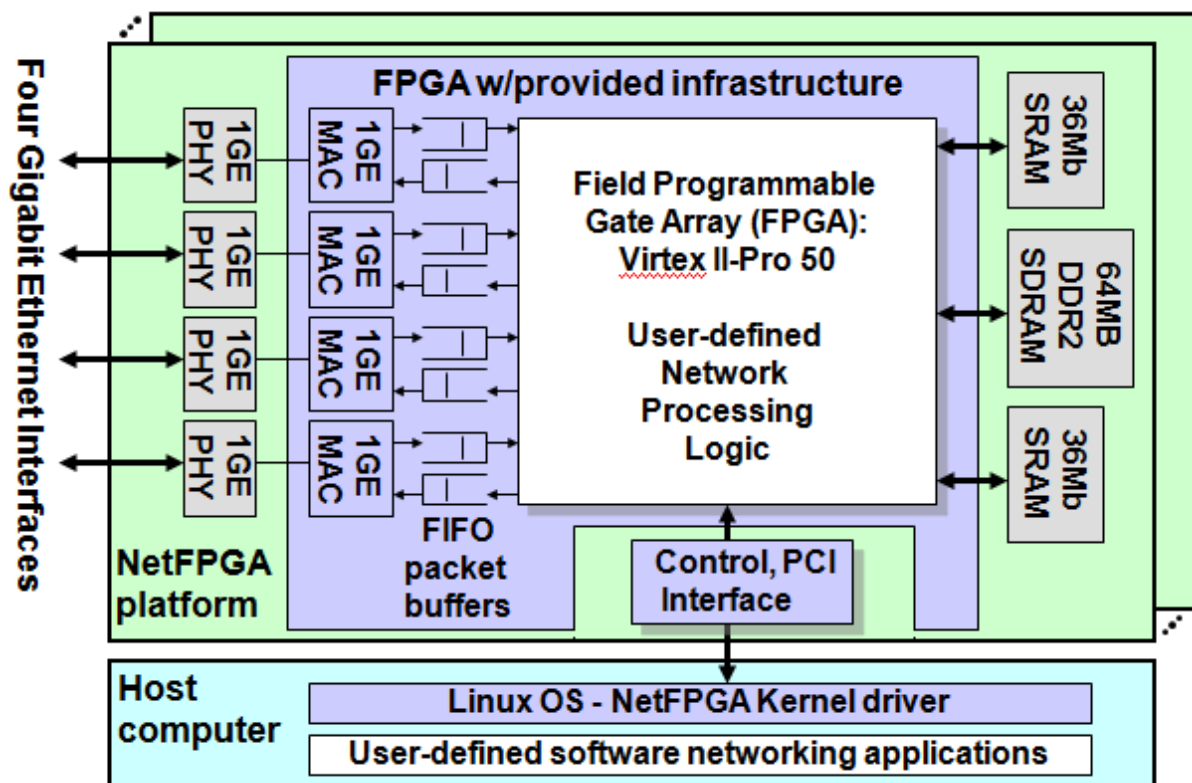 Four Gigabit Ethernet Interfaces
FPGA w/provided infrastructure
1GE
PHY
1GE
MAC
1GE
PHY
1GE
MAC
1GE
PHY
1GE
MAC
1GE
PHY
1GE
MAC
FIFO
packet
buffers
Field Programmable
Gate Array (FPGA):
Virtex II-Pro 50
User-defined
Network
Processing
Logic
36Mb
SRAM
64MB
DDR2
SDRAM
36Mb
SRAM
NetFPGA
platform
Control, PCI
Interface
Host
computer
Linux OS - NetFPGA Kernel driver
User-defined software networking applications